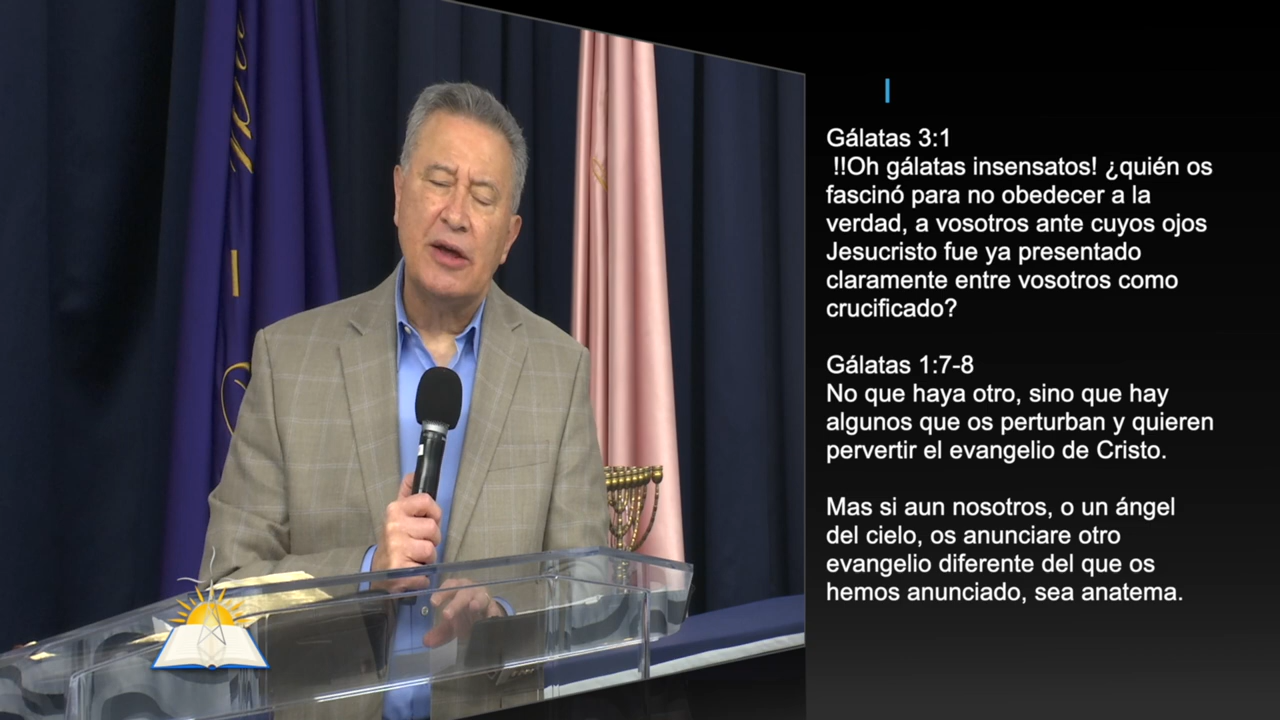 Gálatas 3:1
!!Oh gálatas insensatos! ¿quién os
fascinó para no obedecer a la
verdad, a vosotros ante cuyos ojos
Jesucristo fue ya presentado
claramente entre vosotros como
crucificado?
Gálatas 1:7-8
No que haya otro, sino que hay
algunos que os perturban y quieren
pervertir el evangelio de Cristo.
Mas si aun nosotros, o un ángel
del cielo, os anunciare otro
evangelio diferente del que os
hemos anunciado, sea anatema.